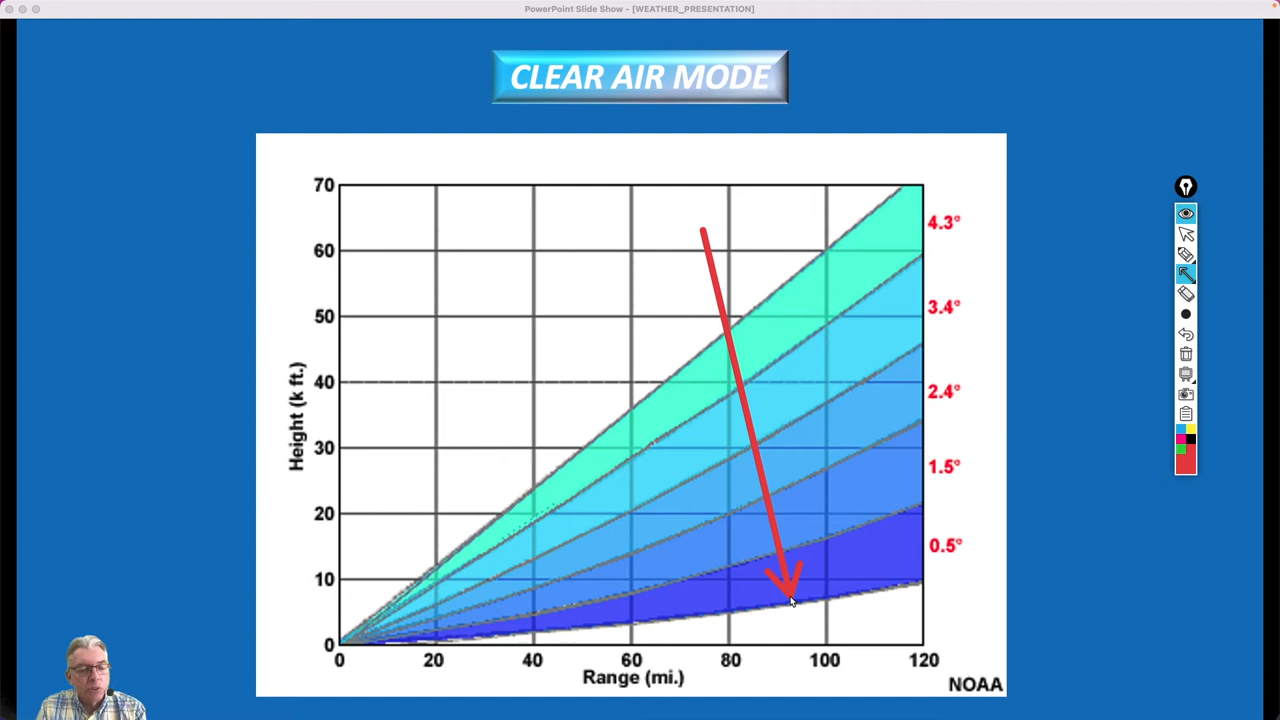 PowerPoint Slide Show - [WEATHER_PRESENTATION]
CLEAR AIR MODE
70
60
50
40
30
20
10
0
Height (k ft.)
4.3°
3.4°
2.4°
1.5°
0.5°
0 20 40 60 80 100 120
Range (mi.)
NOAA